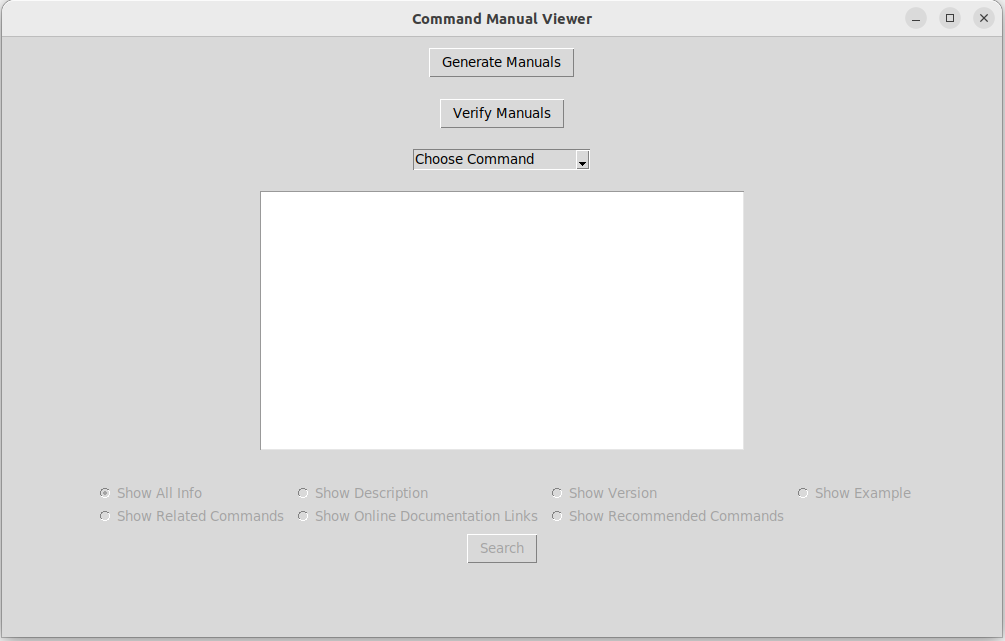 Command Manual Viewer
Generate Manuals
Verify Manuals
Choose Command
Show All Info Show Description Show Version Show Example
Show Related Commands Show Online Documentation Links Show Recommended Commands
Search